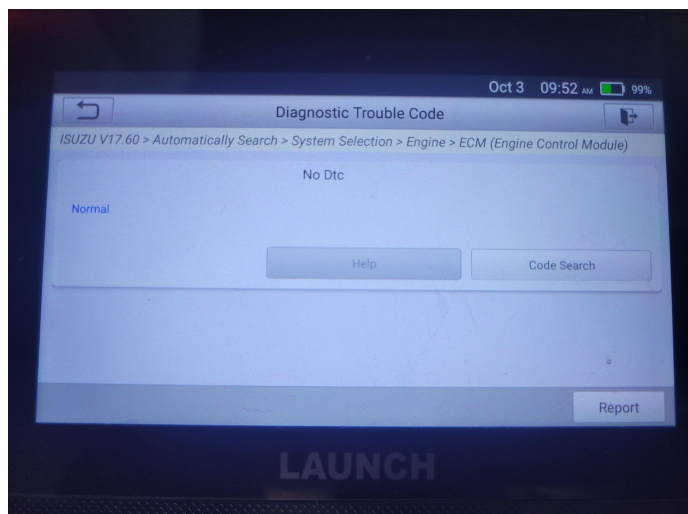 Oct 3 09:52 AM 99%
Diagnostic Trouble Code
ISUZU V17.60 > Automatically Search > System Selection > Engine > ECM (Engine Control Module)
No Dtc
Normal
Help
Code Search
Report
LAUNCH